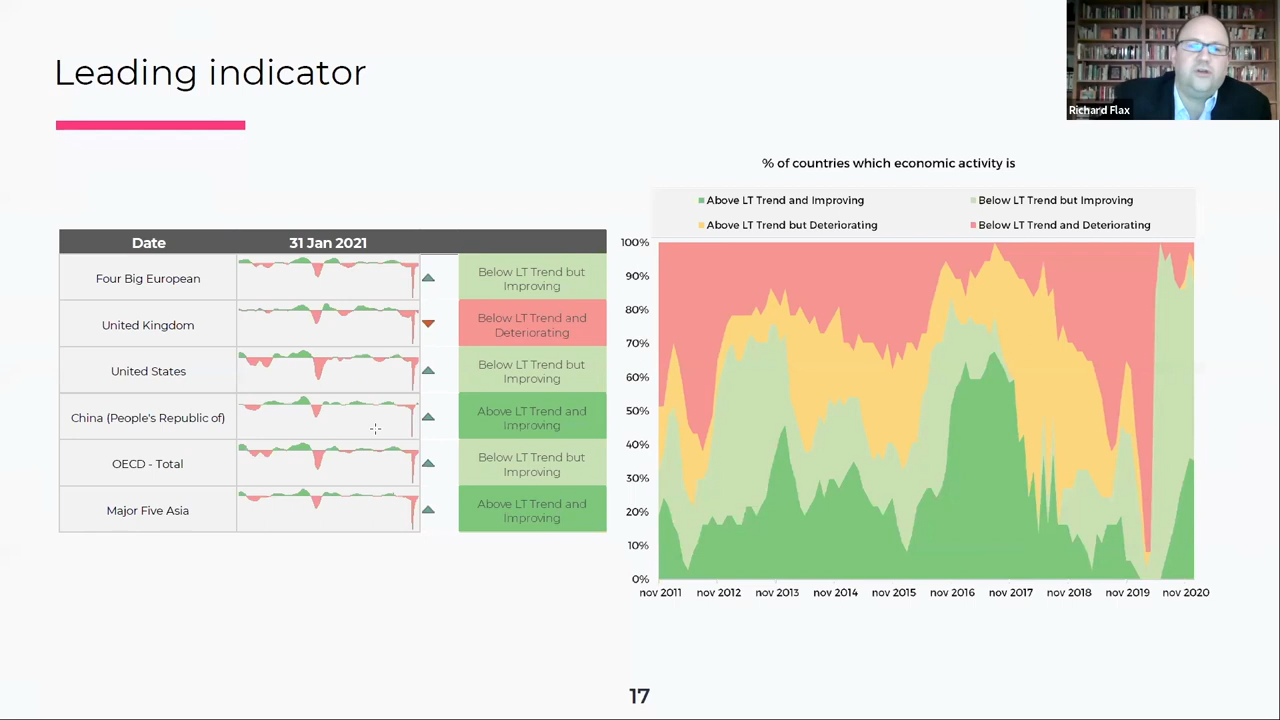 Leading indicator
Richard Flax
Date 31 Jan 2021
Four Big European
Below LT Trend but
Improving
United Kingdom
Below LT Trend and
Deteriorating
United States
Below LT Trend but
Improving
China (People's Republic of)
Above LT Trend and
Improving
OECD - Total
Below LT Trend but
Improving
Major Five Asia
Above LT Trend and
Improving
% of countries which economic activity is
Above LT Trend and Improving
Below LT Trend but Improving
Above LT Trend but Deteriorating
Below LT Trend and Deteriorating
100%
90%
80%
70%
60%
50%
40%
30%
20%
10%
0%
nov 2011 nov 2012 nov 2013 nov 2014 nov 2015 nov 2016 nov 2017 nov 2018 nov 2019 nov 2020
17